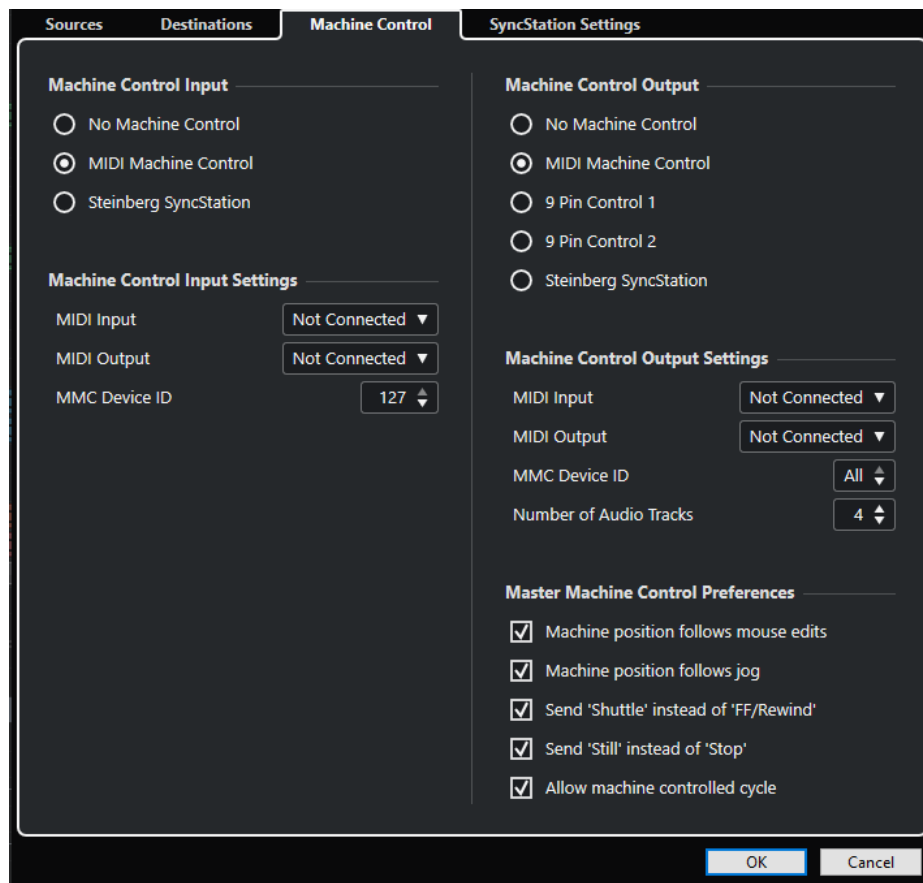 Sources
Destinations
Machine Control
SyncStation Settings
Machine Control Input
No Machine Control
MIDI Machine Control
Steinberg SyncStation
Machine Control Input Settings
MIDI Input Not Connected
MIDI Output Not Connected
MMC Device ID 127
Machine Control Output
No Machine Control
MIDI Machine Control
9 Pin Control 1
9 Pin Control 2
Steinberg SyncStation
Machine Control Output Settings
MIDI Input Not Connected
MIDI Output Not Connected
MMC Device ID All
Number of Audio Tracks 4
Master Machine Control Preferences
Machine position follows mouse edits
Machine position follows jog
Send 'Shuttle' instead of 'FF/Rewind'
Send 'Still' instead of 'Stop'
Allow machine controlled cycle
OK
Cancel